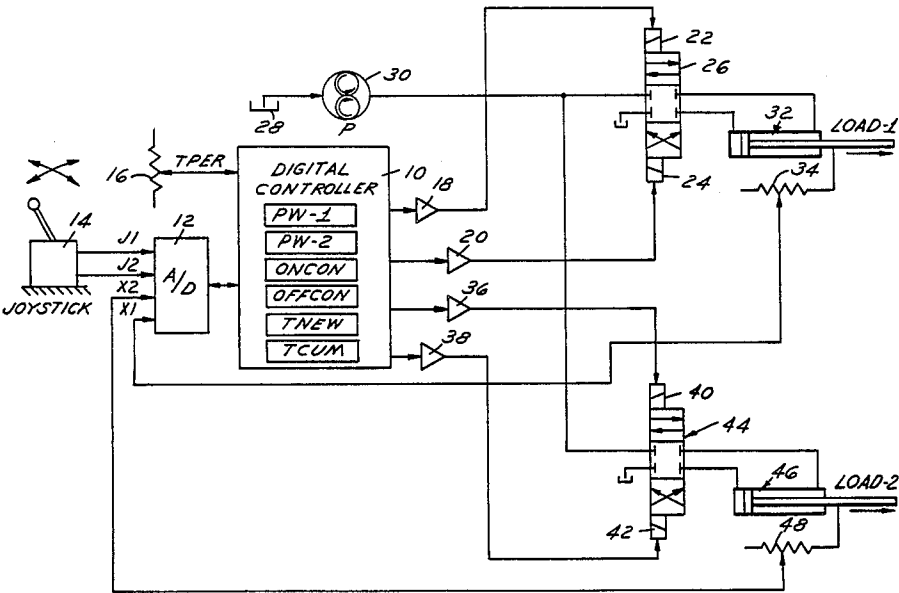 22
26
30
28
P
32
LOAD-1
TPER
16
DIGITAL
CONTROLLER
10
18
24
34
PW-1
PW-2
ONCON
OFFCON
TNEW
TCUM
14
12
J1
J2
X2
X1
A/D
JOYSTICK
20
36
38
40
44
46
LOAD-2
42
48